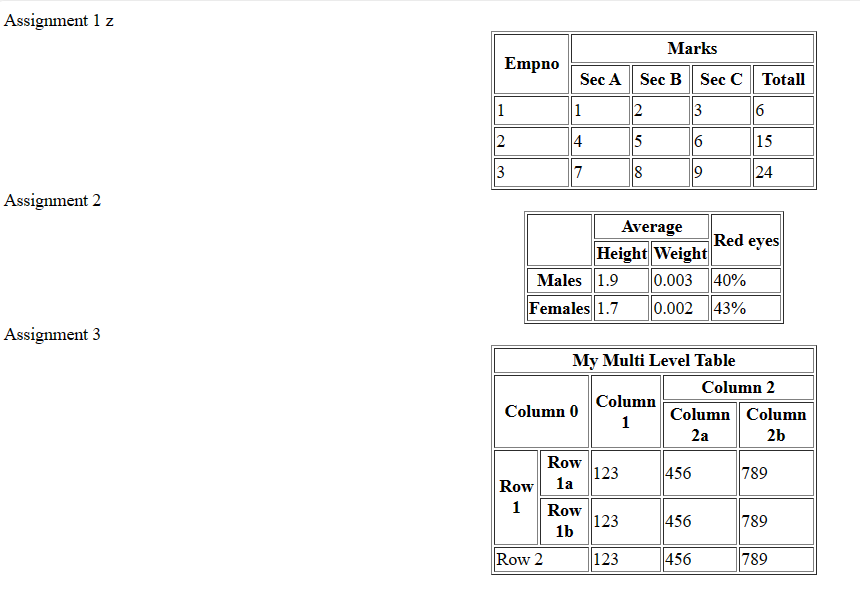 Assignment 1 z
Marks
Empno
Sec A Sec B Sec C Totall
1 1 2 3 6
2 4 5 6 15
3 7 8 9 24
Assignment 2
Average
Red eyes
Height Weight
Males 1.9 0.003 40%
Females 1.7 0.002 43%
Assignment 3
My Multi Level Table
Column 2
Column 0
Column
1
Column
2a
Column
2b
Row
1
Row
1a
123 456 789
Row
1b
123 456 789
Row 2 123 456 789